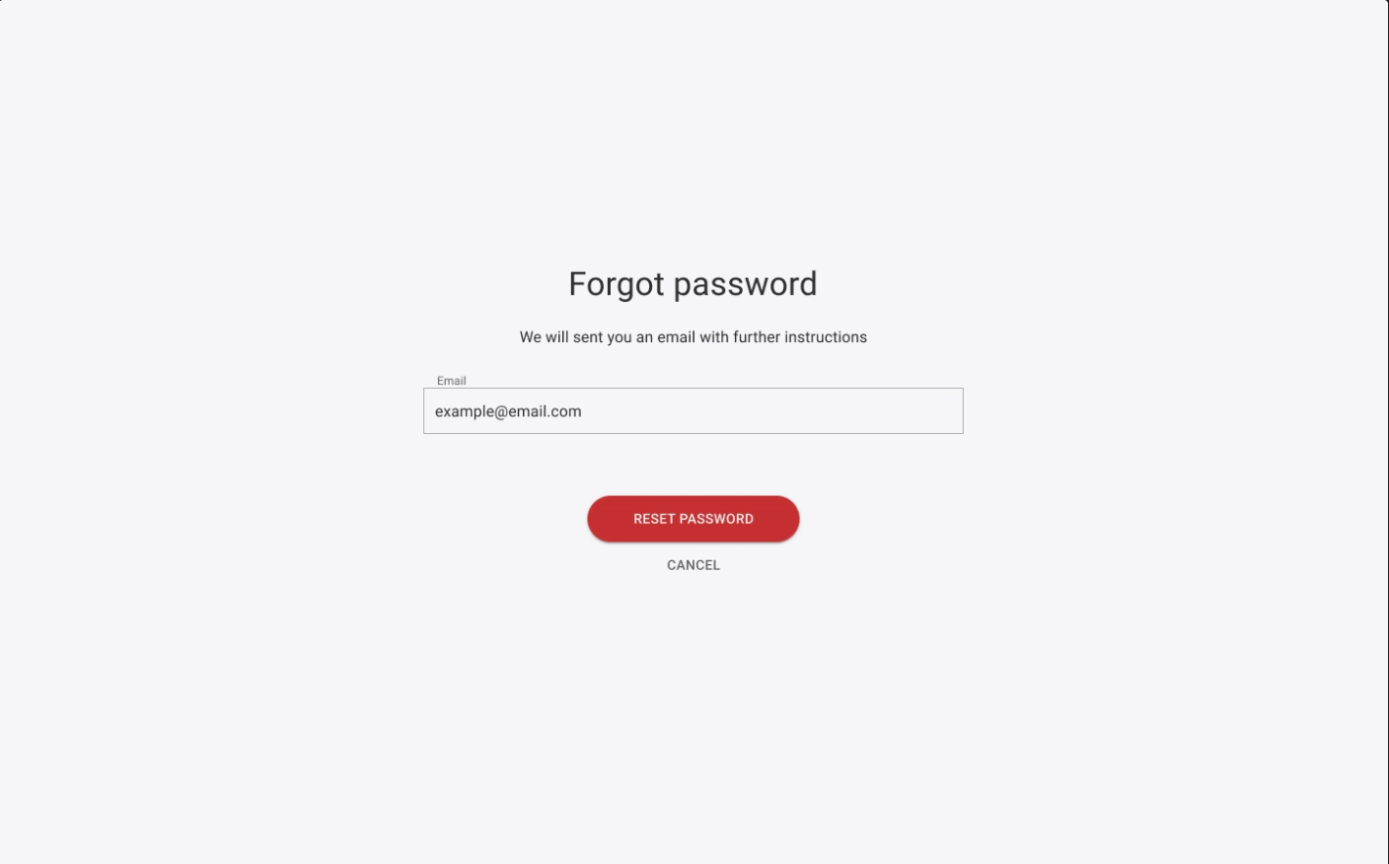 Forgot password
We will sent you an email with further instructions
Email
example@email.com
RESET PASSWORD
CANCEL